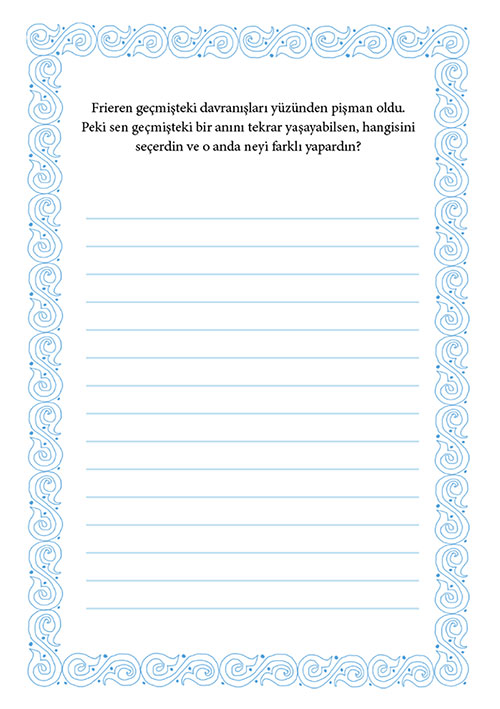 Frieren geçmişteki davranışları yüzünden pişman oldu.
Peki sen geçmişteki bir anını tekrar yaşayabilsen, hangisini
seçerdin ve o anda neyi farklı yapardın?